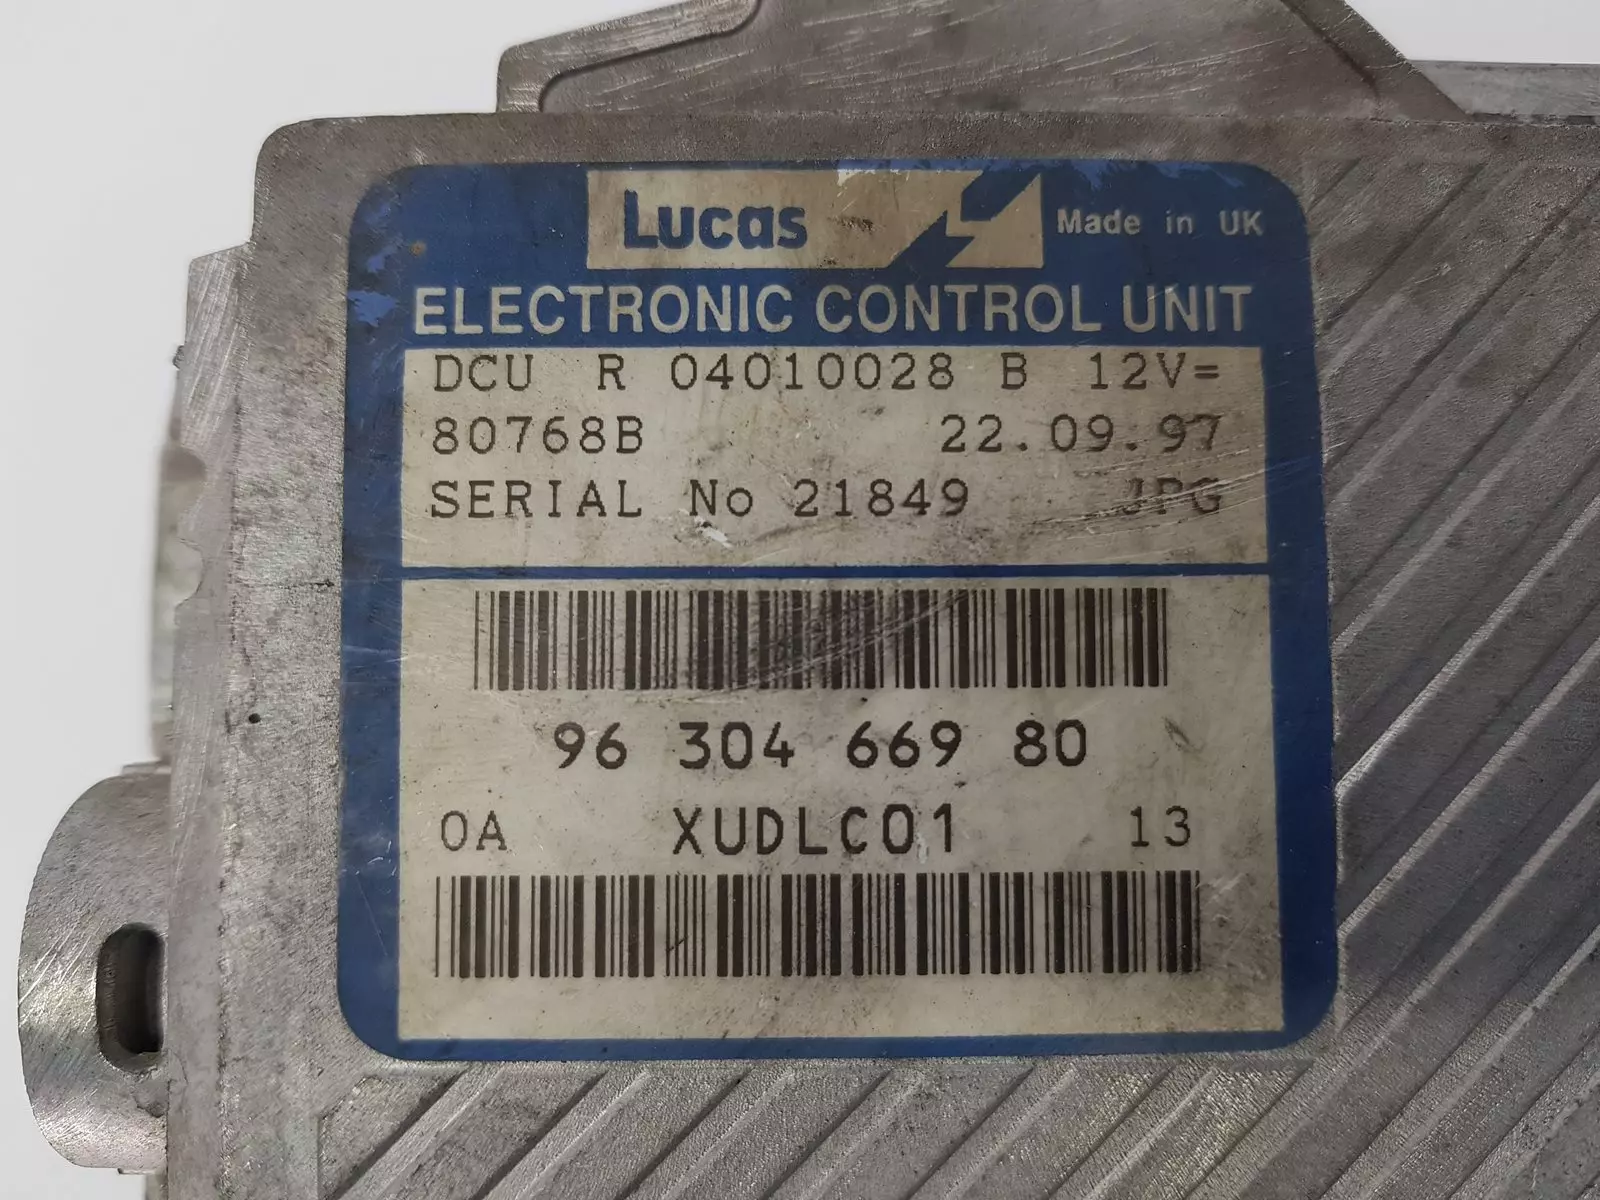 Lucas
Made in UK
ELECTRONIC CONTROL UNIT
DCU R 04010028 B 12V=
80768B 22.09.97
SERIAL No 21849 JPG
96 304 669 80
0A XUDLC01 13